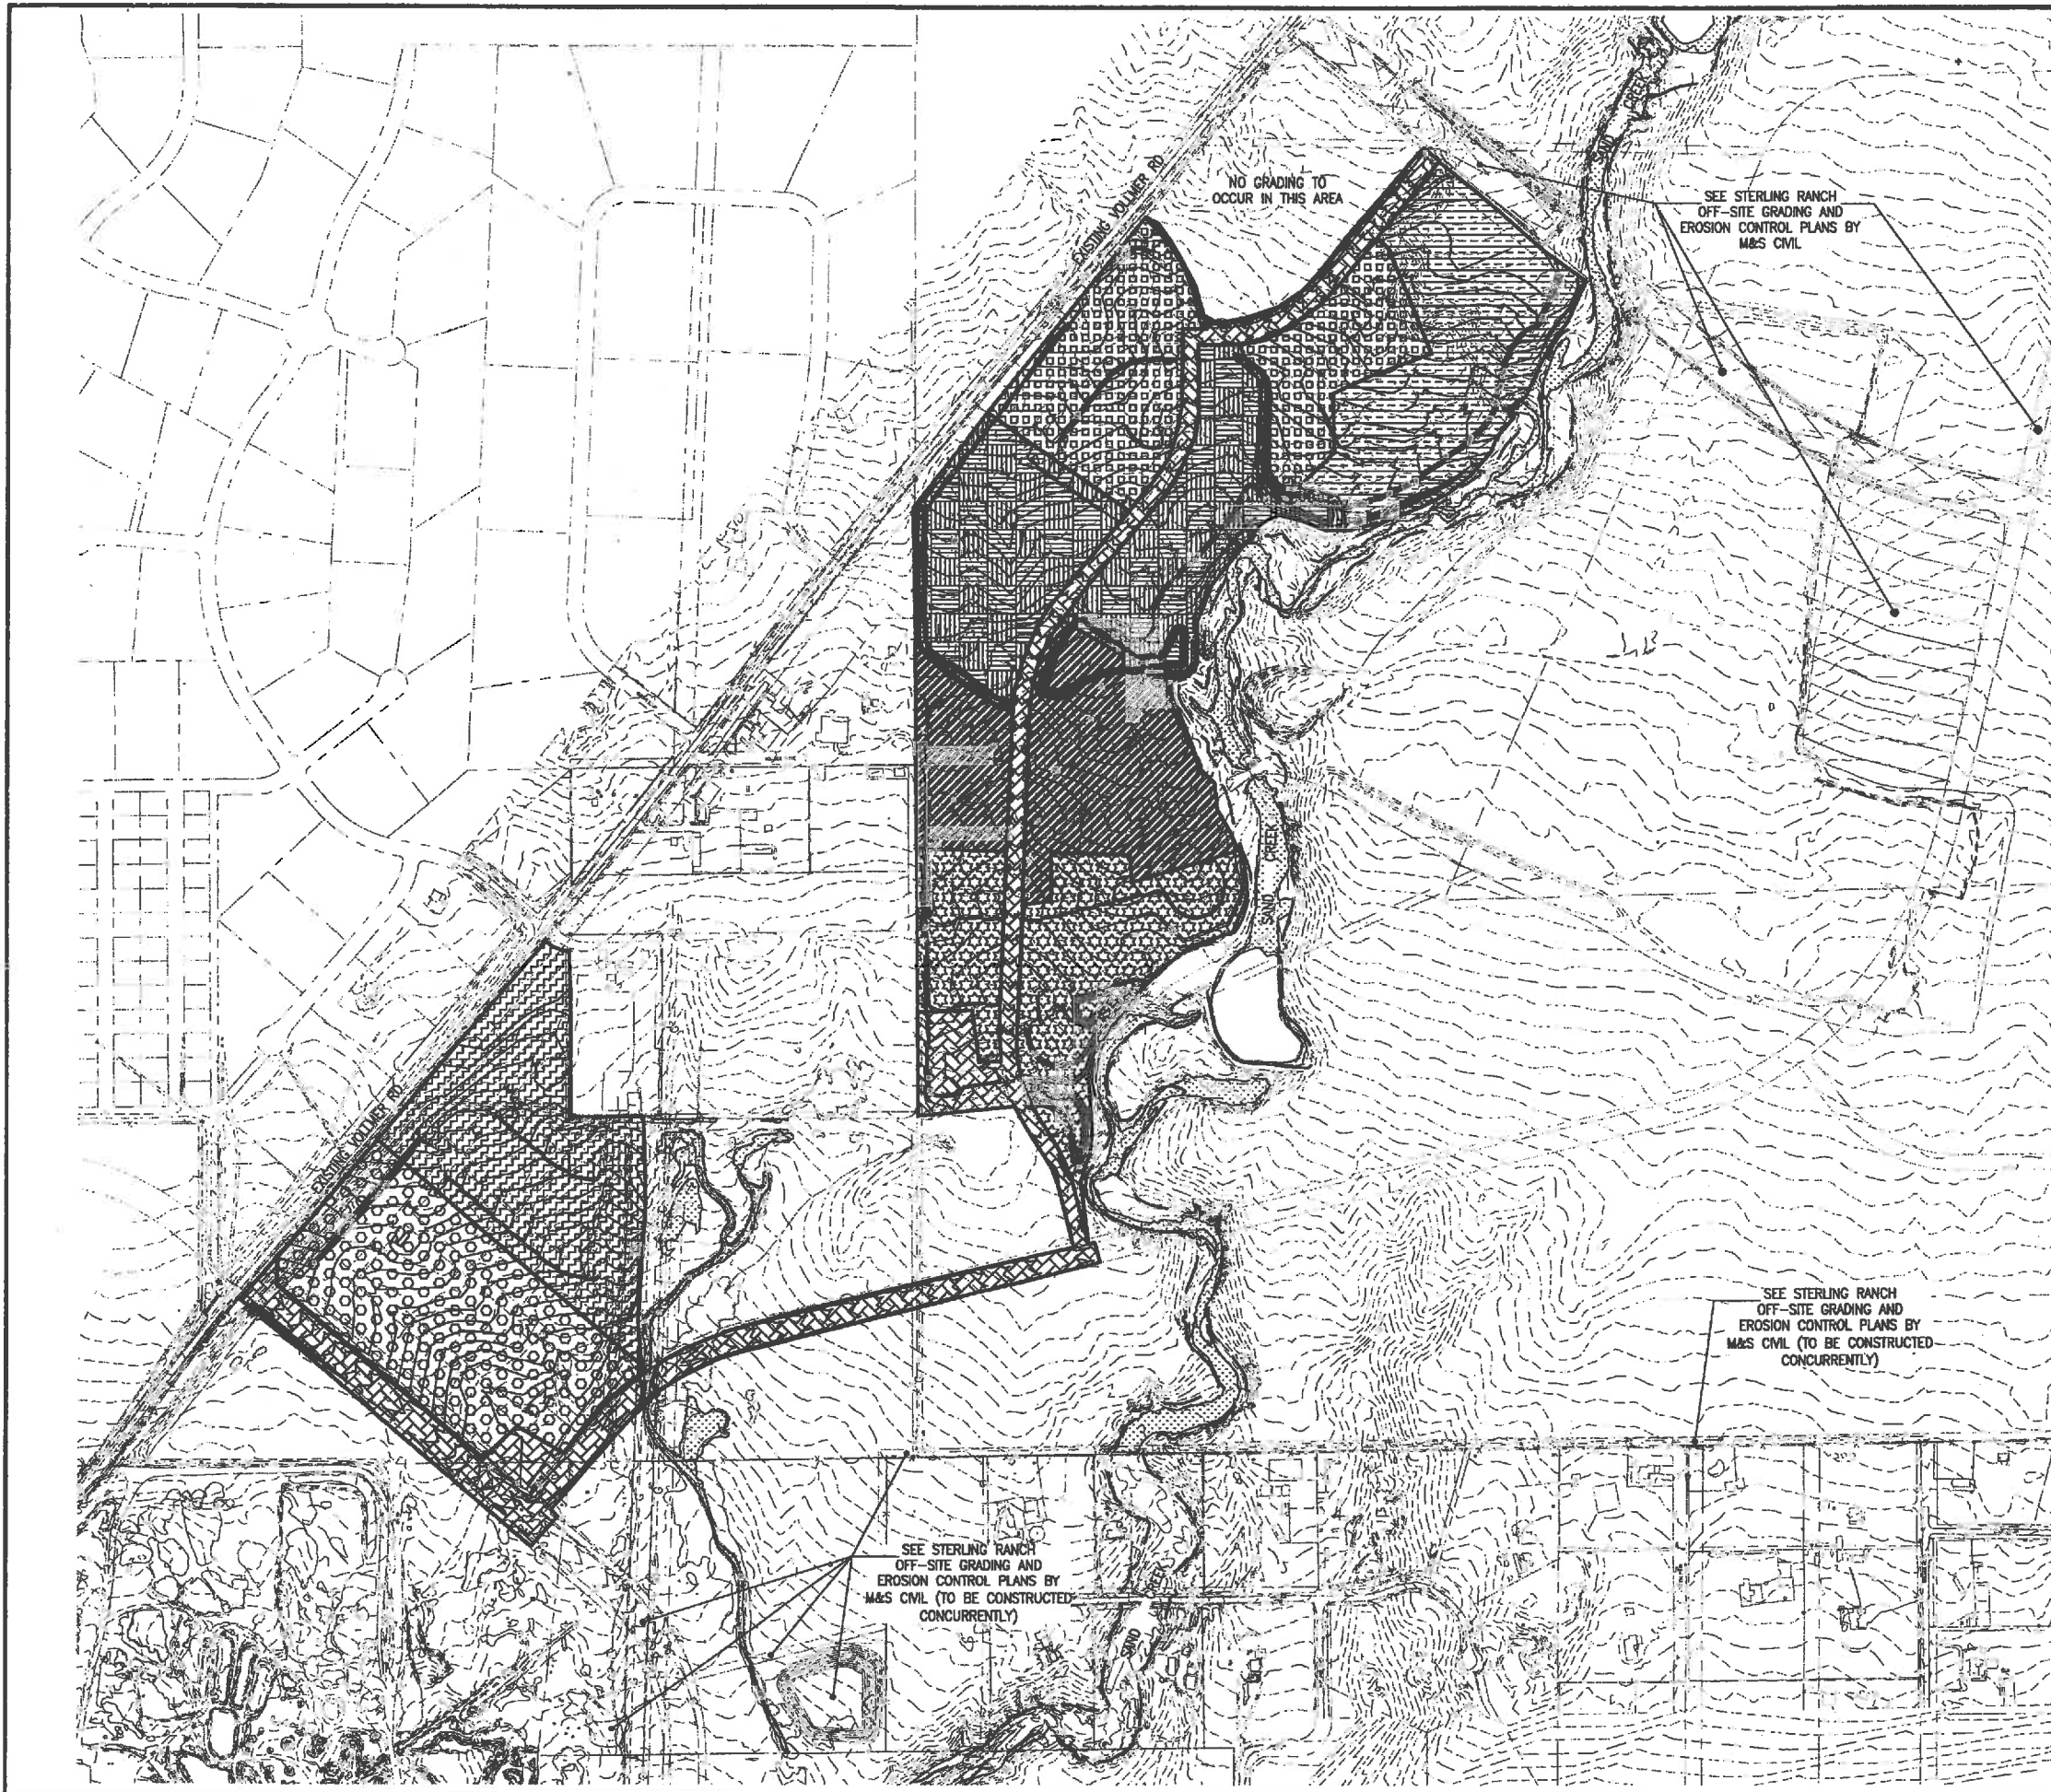 SAND
CREEK
EXISTING VOLLMER RD
NO GRADING TO
OCCUR IN THIS AREA
SEE STERLING RANCH
OFF-SITE GRADING AND
EROSION CONTROL PLANS BY
M&S CIVIL
SAND
CREEK
EXISTING VOLLMER RD
SEE STERLING RANCH
OFF-SITE GRADING AND
EROSION CONTROL PLANS BY
M&S CIVIL (TO BE CONSTRUCTED
CONCURRENTLY)
SEE STERLING RANCH
OFF-SITE GRADING AND
EROSION CONTROL PLANS BY
M&S CIVIL (TO BE CONSTRUCTED
CONCURRENTLY)
SAND
CREEK